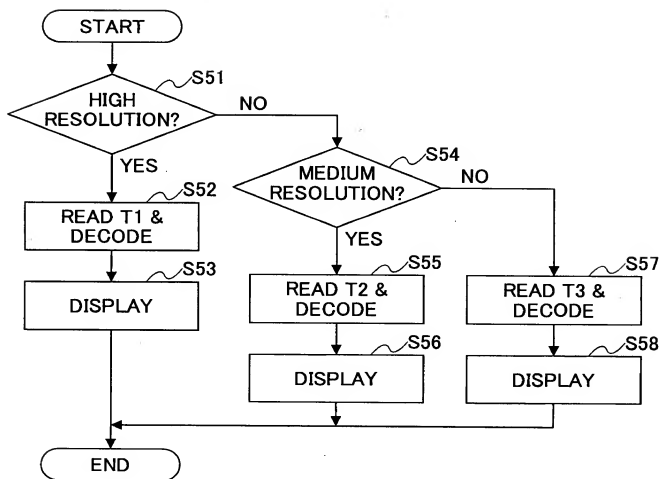 START
S51
HIGH
RESOLUTION?
NO
YES
S54
MEDIUM
RESOLUTION?
NO
YES
S52
READ T1 &
DECODE
S53
DISPLAY
S55
READ T2 &
DECODE
S56
DISPLAY
S57
READ T3 &
DECODE
S58
DISPLAY
END